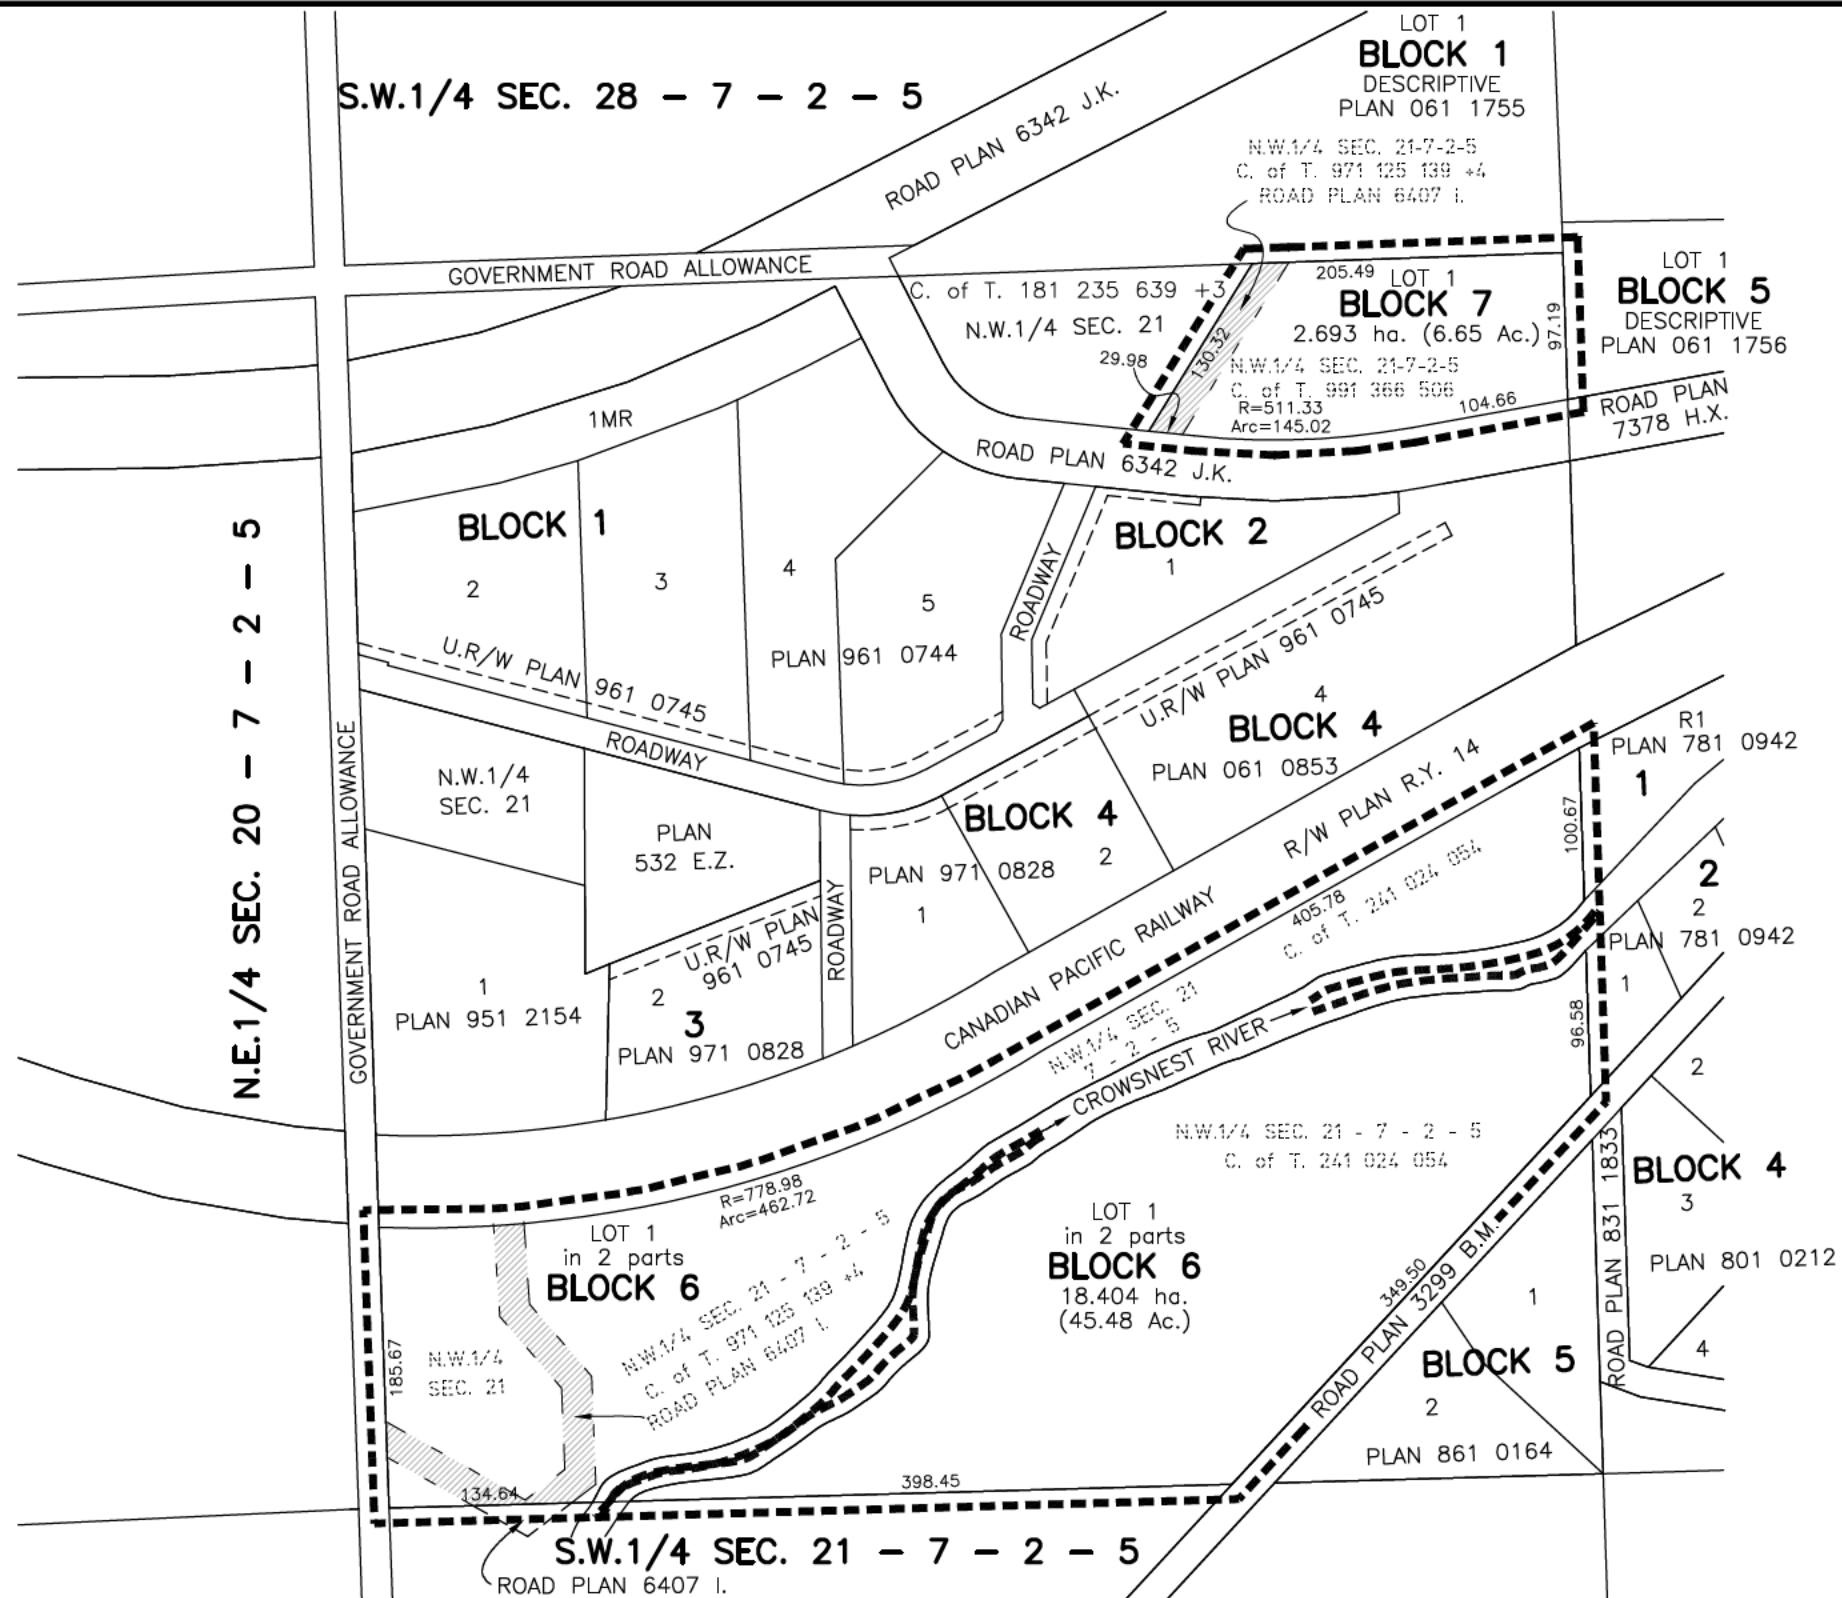 LOT 1
BLOCK 1
DESCRIPTIVE
PLAN 061 1755
S.W.1/4 SEC. 28 - 7 - 2 - 5
ROAD PLAN 6342 J.K.
N.W.1/4 SEC. 21-7-2-5
C. of T. 971 125 139 +4
ROAD PLAN 6407 I.
GOVERNMENT ROAD ALLOWANCE
C. of T. 181 235 639 +3
N.W.1/4 SEC. 21
29.98
130.32
205.49
LOT 1
BLOCK 7
2.693 ha. (6.65 Ac.)
N.W.1/4 SEC. 21-7-2-5
C. of T. 991 366 506
R=511.33
Arc=145.02
104.66
97.19
LOT 1
BLOCK 5
DESCRIPTIVE
PLAN 061 1756
ROAD PLAN
7378 H.X.
1MR
ROAD PLAN 6342 J.K.
BLOCK 1
2
3
4
5
PLAN 961 0744
U.R/W PLAN 961 0745
ROADWAY
ROADWAY
BLOCK 2
1
U.R/W PLAN 961 0745
4
BLOCK 4
PLAN 061 0853
N.E.1/4 SEC. 20 - 7 - 2 - 5
GOVERNMENT ROAD ALLOWANCE
N.W.1/4
SEC. 21
PLAN
532 E.Z.
BLOCK 4
2
PLAN 971 0828
1
ROADWAY
U.R/W PLAN
961 0745
1
PLAN 951 2154
2
3
PLAN 971 0828
CANADIAN PACIFIC RAILWAY
R/W PLAN R.Y. 14
405.78
C. of T. 241 024 054
N.W.1/4 SEC. 21
7 - 2 - 5
CROWSNEST RIVER
100.67
96.58
R1
PLAN 781 0942
1
2
2
PLAN 781 0942
1
2
N.W.1/4 SEC. 21 - 7 - 2 - 5
C. of T. 241 024 054
R=778.98
Arc=462.72
LOT 1
in 2 parts
BLOCK 6
LOT 1
in 2 parts
BLOCK 6
18.404 ha.
(45.48 Ac.)
N.W.1/4 SEC. 21 - 7 - 2 - 5
C. of T. 971 125 139 +4
ROAD PLAN 6407 I.
N.W.1/4
SEC. 21
185.67
134.64
398.45
349.50
ROAD PLAN 3299 B.M.
ROAD PLAN 831 1833
BLOCK 4
3
PLAN 801 0212
4
1
BLOCK 5
2
PLAN 861 0164
S.W.1/4 SEC. 21 - 7 - 2 - 5
ROAD PLAN 6407 I.